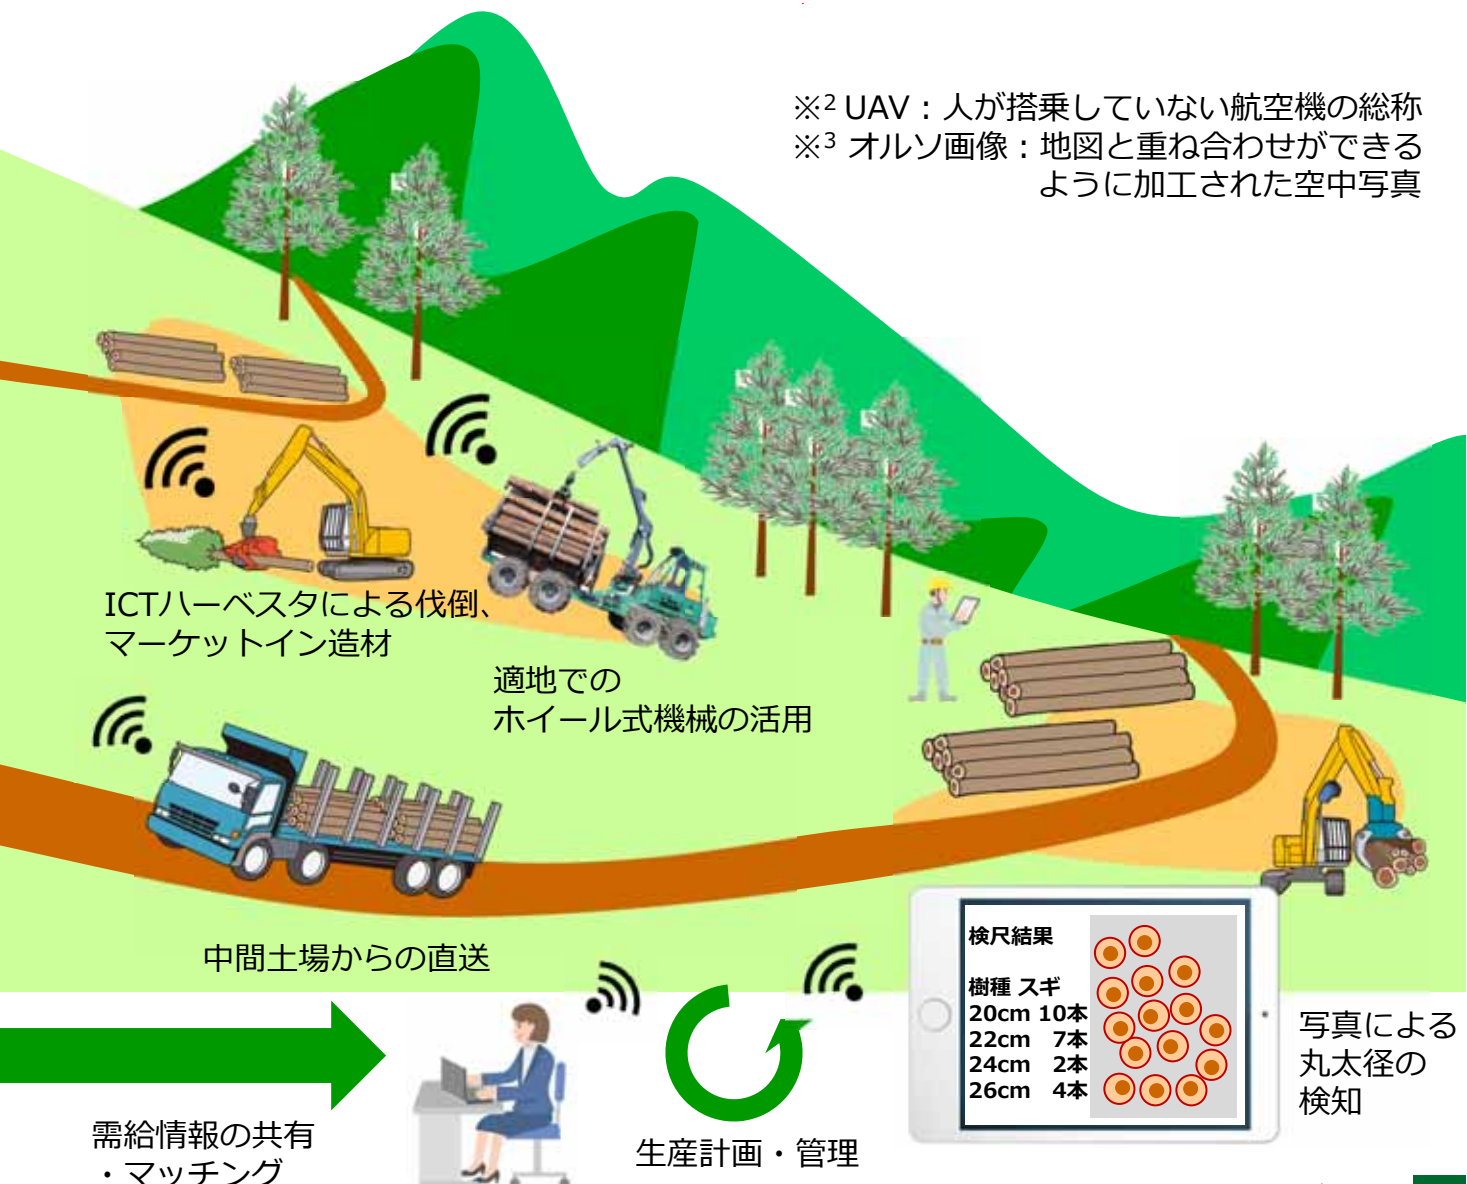 ※2 UAV：人が搭乗していない航空機の総称
※3 オルソ画像：地図と重ね合わせができる
ように加工された空中写真
ICTハーベスタによる伐倒、
マーケットイン造材
適地での
ホイール式機械の活用
中間土場からの直送
検尺結果
樹種 スギ
20cm 10本
22cm 7本
24cm 2本
26cm 4本
写真による
丸太径の
検知
需給情報の共有
・マッチング
生産計画・管理